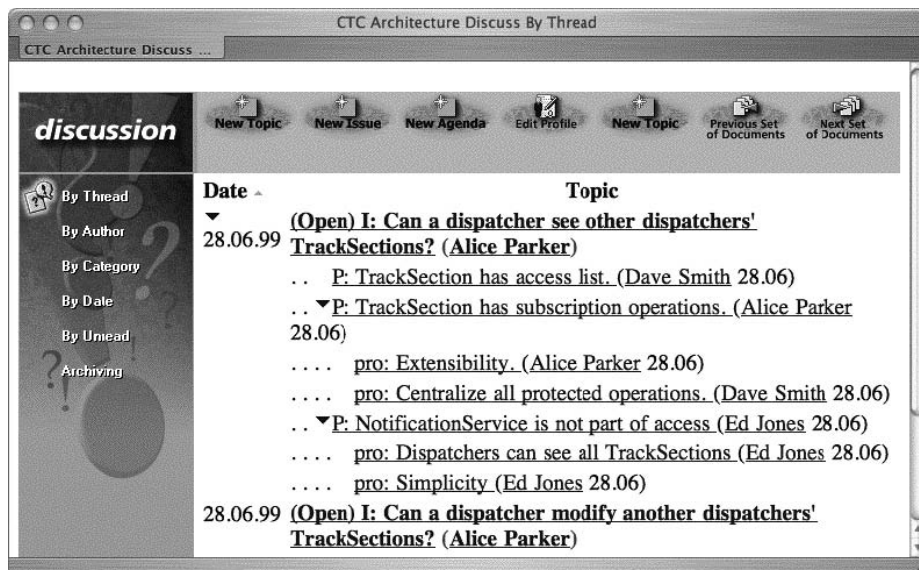 CTC Architecture Discuss By Thread
CTC Architecture Discuss ...
discussion
New Topic
New Issue
New Agenda
Edit Profile
New Topic
Previous Set
of Documents
Next Set
of Documents
By Thread
By Author
By Category
By Date
By Unread
Archiving
Date Topic
28.06.99 (Open) I: Can a dispatcher see other dispatchers'
TrackSections? (Alice Parker)
. . P: TrackSection has access list. (Dave Smith 28.06)
. . P: TrackSection has subscription operations. (Alice Parker
28.06)
. . . . pro: Extensibility. (Alice Parker 28.06)
. . . . pro: Centralize all protected operations. (Dave Smith 28.06)
. . P: NotificationService is not part of access (Ed Jones 28.06)
. . . . pro: Dispatchers can see all TrackSections (Ed Jones 28.06)
. . . . pro: Simplicity (Ed Jones 28.06)
28.06.99 (Open) I: Can a dispatcher modify another dispatchers'
TrackSections? (Alice Parker)